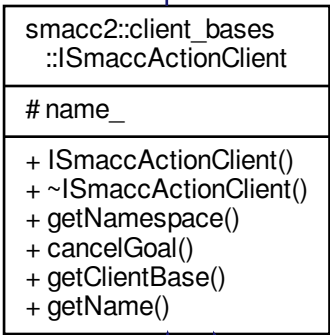 smacc2::client_bases
::ISmaccActionClient
# name_
+ ISmaccActionClient()
+ ~ISmaccActionClient()
+ getNamespace()
+ cancelGoal()
+ getClientBase()
+ getName()